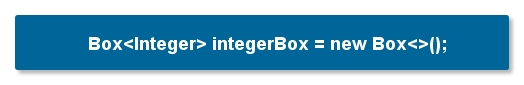 Box<Integer> integerBox = new Box<>();